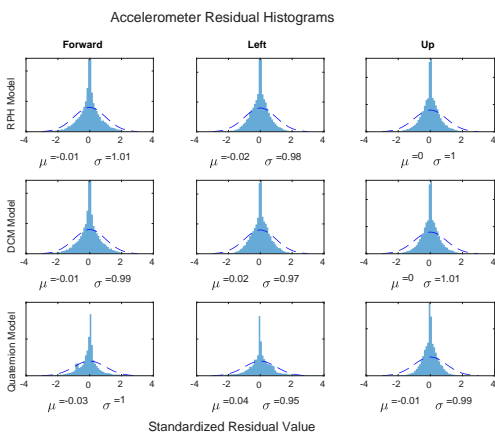 Accelerometer Residual Histograms
Forward Left Up
RPH Model
-4 -2 0 2 4 -4 -2 0 2 4 -4 -2 0 2 4
μ =-0.01 σ =1.01 μ =-0.02 σ =0.98 μ =0 σ =1
DCM Model
-4 -2 0 2 4 -4 -2 0 2 4 -4 -2 0 2 4
μ =-0.01 σ =0.99 μ =0.02 σ =0.97 μ =0 σ =1.01
Quaternion Model
-4 -2 0 2 4 -4 -2 0 2 4 -4 -2 0 2 4
μ =-0.03 σ =1 μ =0.04 σ =0.95 μ =-0.01 σ =0.99
Standardized Residual Value